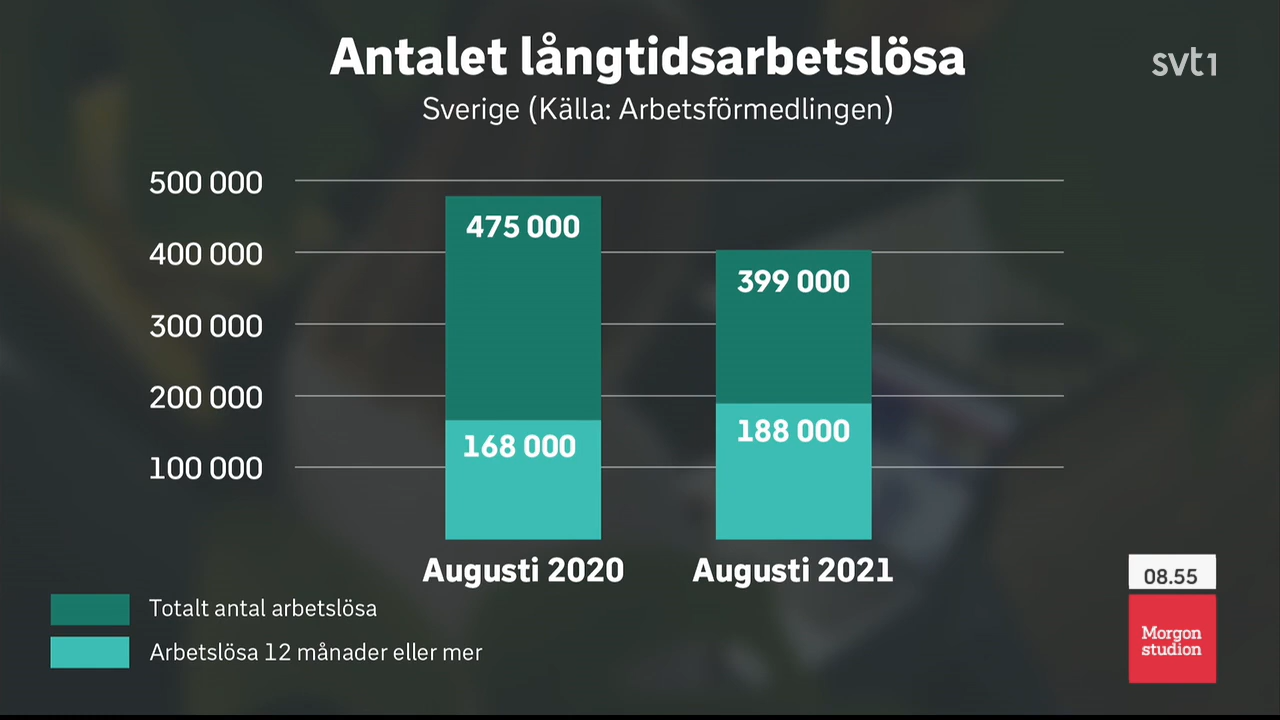 Antalet långtidsarbetslösa
svt1
Sverige (Källa: Arbetsförmedlingen)
500 000
475 000
400 000
399 000
300 000
200 000
188 000
168 000
100 000
Augusti 2020
Augusti 2021
Totalt antal arbetslösa
Arbetslösa 12 månader eller mer
08.55
Morgon
studion